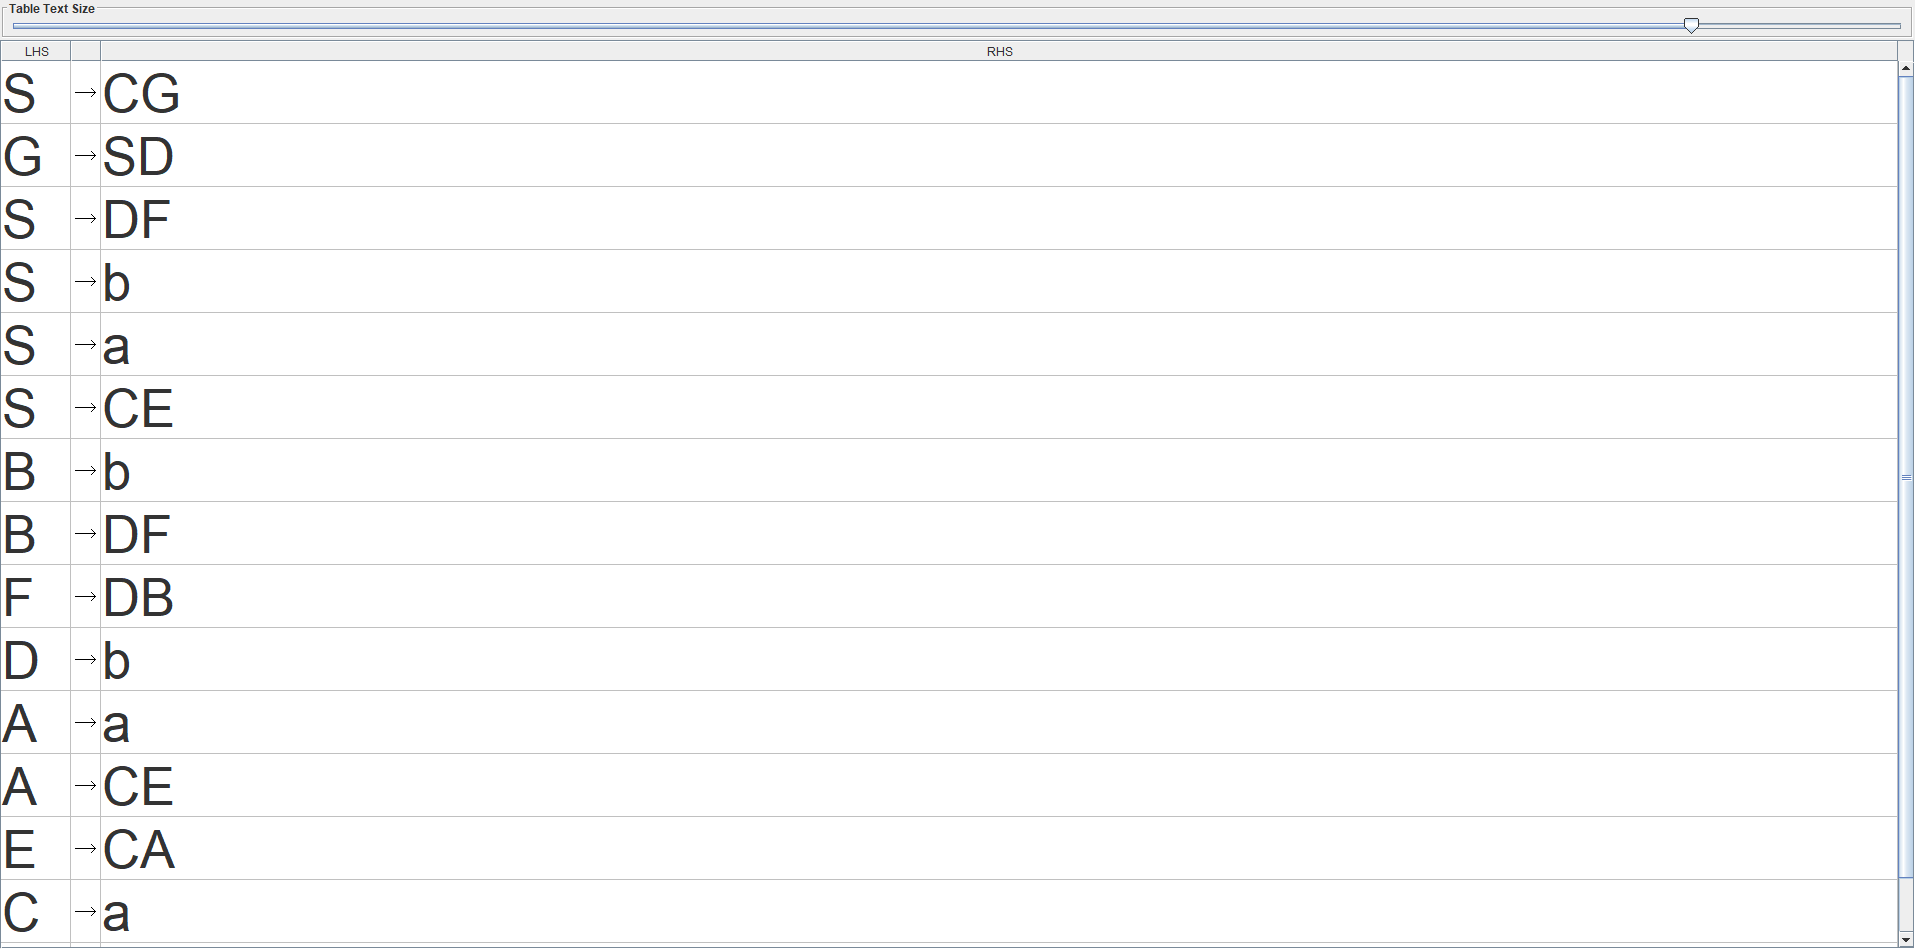 Table Text Size
LHS RHS
S → CG
G → SD
S → DF
S → b
S → a
S → CE
B → b
B → DF
F → DB
D → b
A → a
A → CE
E → CA
C → a